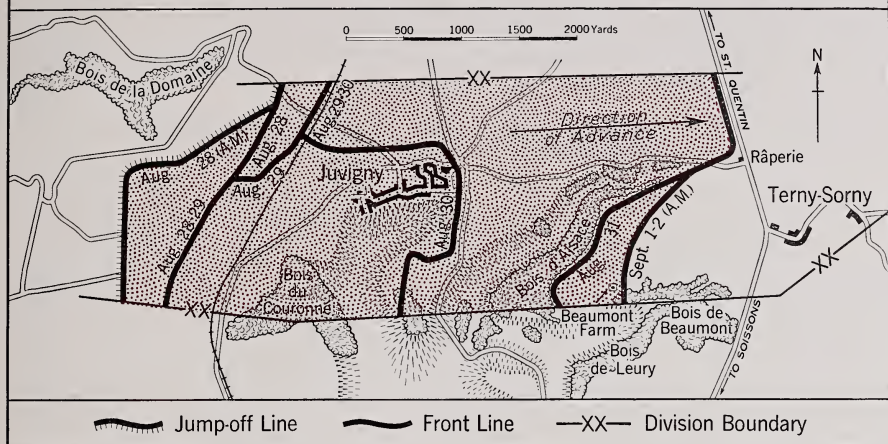 0 500 1000 1500 2000 Yards
TO ST. QUENTIN
N
XX
Bois de la Domaine
Direction
of Advance
Aug. 28 (A.M.)
Aug. 28
Aug. 29-30
Aug. 29
Aug. 28-29
Juvigny
Aug. 30
Râperie
Terny-Sorny
Bois d'Alsace
Aug. 31
Sept. 1-2 (A.M.)
Bois
du
Couronne
XX
XX
Beaumont
Farm
Bois de
Beaumont
Bois
de Leury
TO SOISSONS
Jump-off Line
Front Line
XX Division Boundary